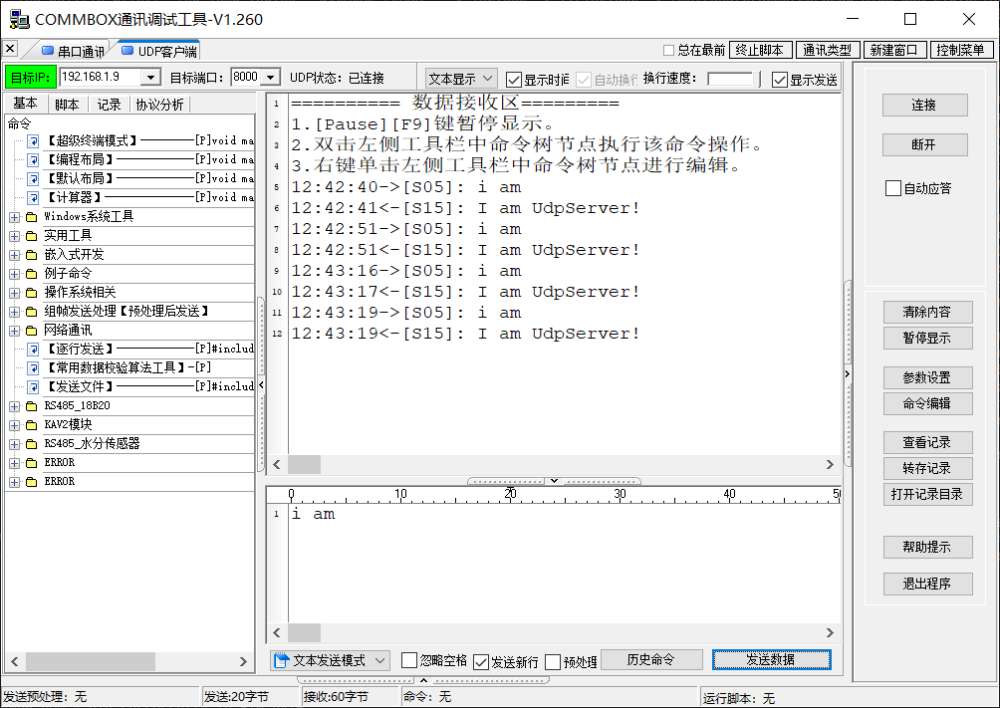 COMMBOX通讯调试工具-V1.260
串口通讯
UDP客户端
总在最前
终止脚本
通讯类型
新建窗口
控制菜单
目标IP:
192.168.1.9
目标端口:
8000
UDP状态: 已连接
文本显示
显示时间
自动换行
换行速度:
显示发送
基本
脚本
记录
协议分析
命令
【超级终端模式】————[P]void ma
【编程布局】————[P]void ma
【默认布局】————[P]void ma
【计算器】————[P]void ma
Windows系统工具
实用工具
嵌入式开发
例子命令
操作系统相关
组帧发送处理【预处理后发送】
网络通讯
【逐行发送】————[P]#includ
【常用数据校验算法工具】-[P]
【发送文件】————[P]#includ
RS485_18B20
KAV2模块
RS485_水分传感器
ERROR
ERROR
1 ========== 数据接收区=========
2 1.[Pause][F9]键暂停显示。
3 2.双击左侧工具栏中命令树节点执行该命令操作。
4 3.右键单击左侧工具栏中命令树节点进行编辑。
5 12:42:40->[S05]: i am
6 12:42:41<-[S15]: I am UdpServer!
7 12:42:51->[S05]: i am
8 12:42:51<-[S15]: I am UdpServer!
9 12:43:16->[S05]: i am
10 12:43:17<-[S15]: I am UdpServer!
11 12:43:19->[S05]: i am
12 12:43:19<-[S15]: I am UdpServer!
0 10 20 30 40 50
1 i am
文本发送模式
忽略空格
发送新行
预处理
历史命令
发送数据
连接
断开
自动应答
清除内容
暂停显示
参数设置
命令编辑
查看记录
转存记录
打开记录目录
帮助提示
退出程序
发送预处理: 无
发送:20字节
接收:60字节
命令: 无
运行脚本: 无